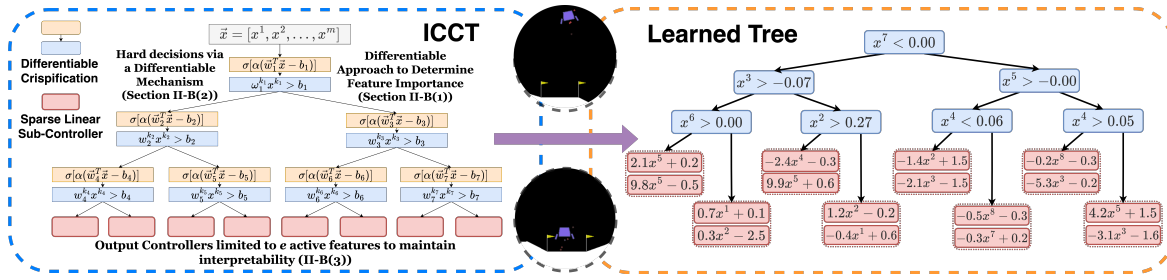 ICCT
x⃗ = [x¹, x², . . . , xᵐ]
Hard decisions via
a Differentiable
Mechanism
(Section II-B(2))
Differentiable
Approach to Determine
Feature Importance
(Section II-B(1))
Differentiable
Crispification
Sparse Linear
Sub-Controller
σ[α(w⃗₁ᵀx⃗ − b₁)]
ω₁^{k₁}x^{k₁} > b₁
σ[α(w⃗₂ᵀx⃗ − b₂)]
w₂^{k₂}x^{k₂} > b₂
σ[α(w⃗₂ᵀx⃗ − b₃)]
w₃^{k₃}x^{k₃} > b₃
σ[α(w⃗₄ᵀx⃗ − b₄)]
w₄^{k₄}x^{k₄} > b₄
σ[α(w⃗₅ᵀx⃗ − b₅)]
w₅^{k₅}x^{k₅} > b₅
σ[α(w⃗₆ᵀx⃗ − b₆)]
w₆^{k₆}x^{k₆} > b₆
σ[α(w⃗₇ᵀx⃗ − b₇)]
w₇^{k₇}x^{k₇} > b₇
Output Controllers limited to e active features to maintain
interpretability (II-B(3))
Learned Tree
x⁷ < 0.00
x³ > −0.07
x⁵ > −0.00
x⁶ > 0.00
x² > 0.27
x⁴ < 0.06
x⁴ > 0.05
2.1x⁵ + 0.2
9.8x⁵ − 0.5
−2.4x⁴ − 0.3
9.9x⁵ + 0.6
−1.4x² + 1.5
−2.1x³ − 1.5
−0.2x⁸ − 0.3
−5.3x³ − 0.2
0.7x¹ + 0.1
0.3x² − 2.5
1.2x² − 0.2
−0.4x¹ + 0.6
−0.5x⁸ − 0.3
−0.3x⁷ + 0.2
4.2x⁵ + 1.5
−3.1x³ − 1.6